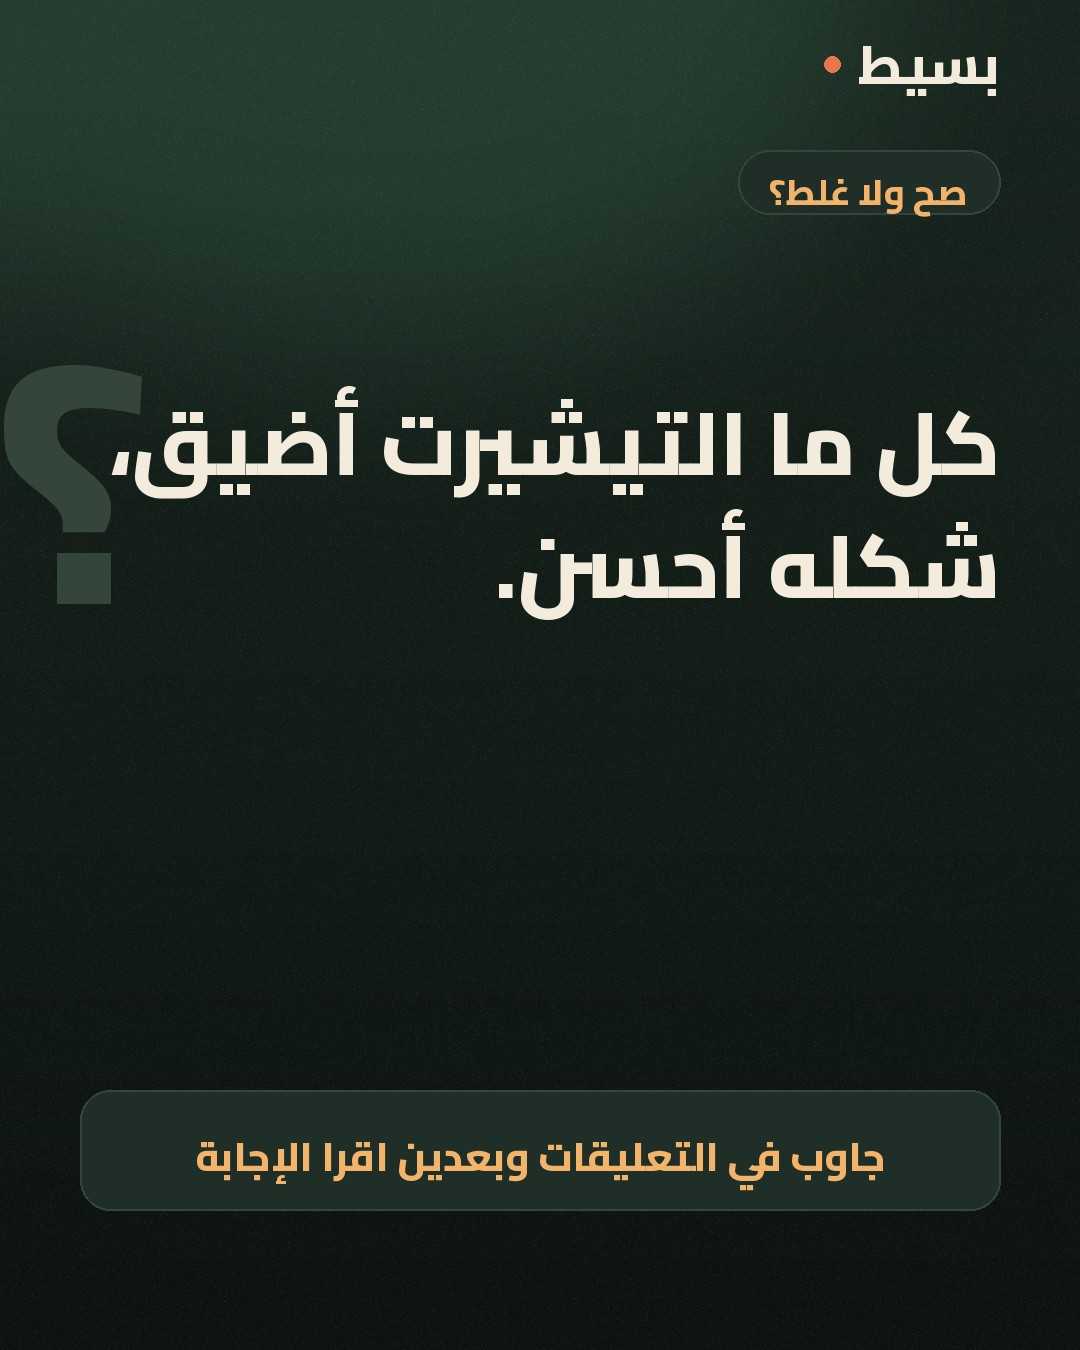 بسيط
صح ولا غلط؟
كل ما التيشيرت أضيق،
شكله أحسن.
؟
جاوب في التعليقات وبعدين اقرا الإجابة